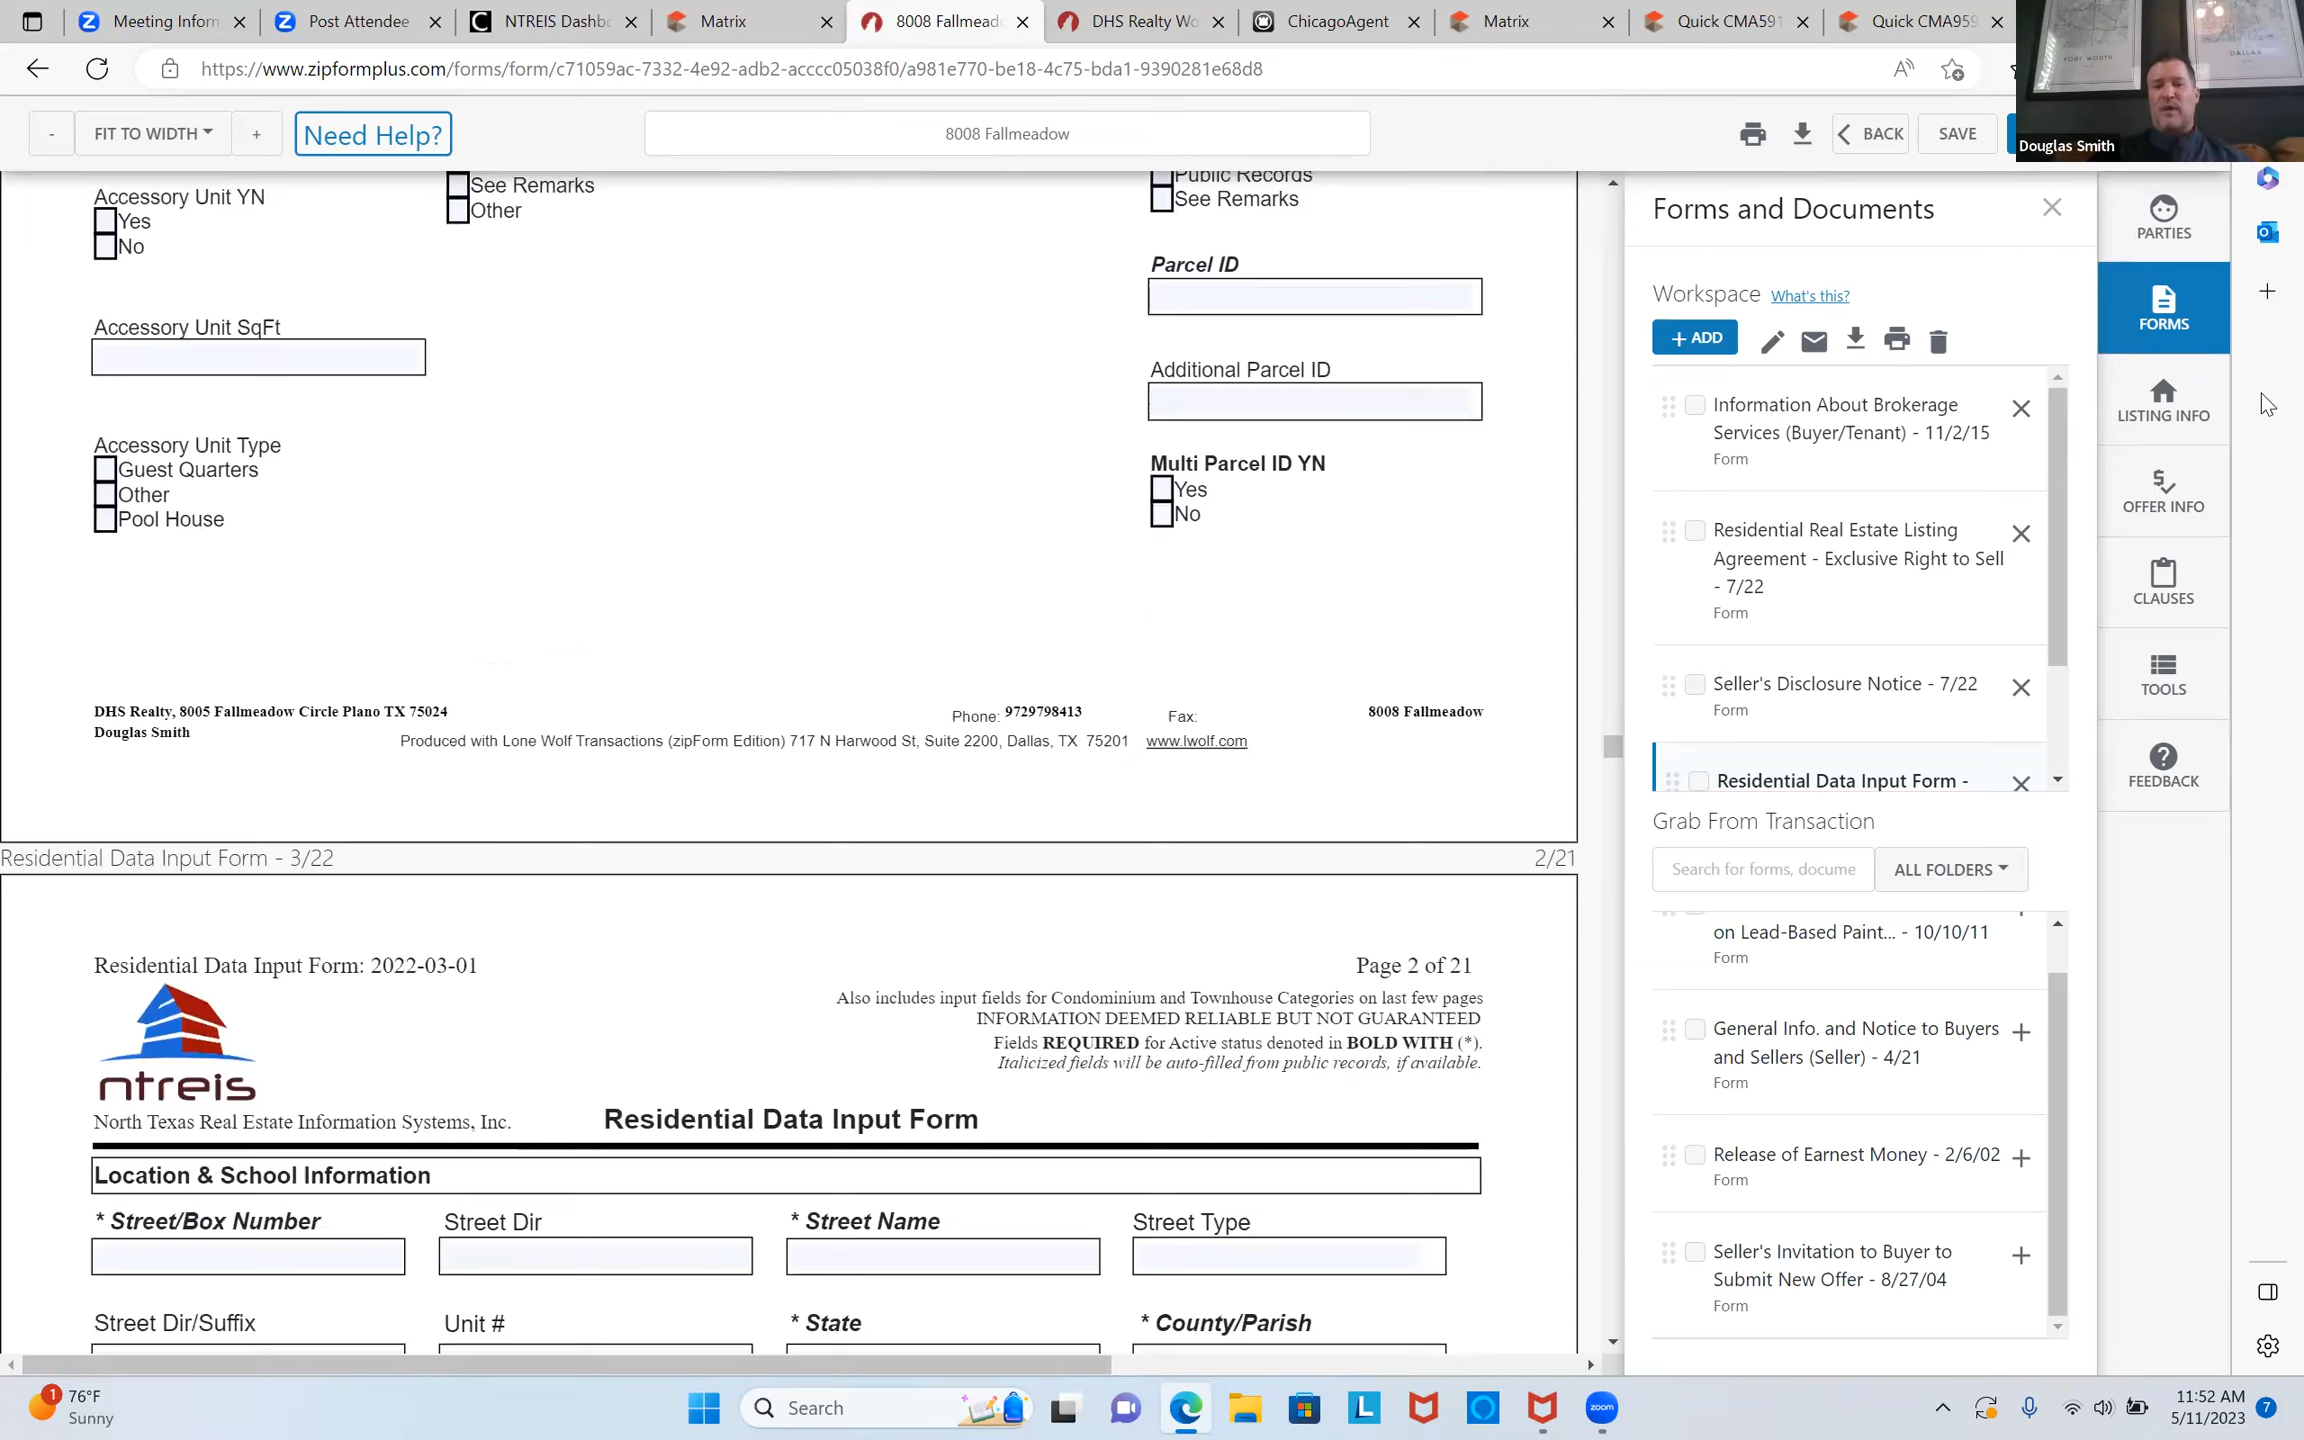 Meeting Inform
Post Attendee
NTREIS Dashbo
Matrix
8008 Fallmeado
DHS Realty Wo
ChicagoAgent
Matrix
Quick CMA591
Quick CMA959
https://www.zipformplus.com/forms/form/c71059ac-7332-4e92-adb2-acccc05038f0/a981e770-be18-4c75-bda1-9390281e68d8
FORT WORTH
DALLAS
Douglas Smith
-
FIT TO WIDTH
+
Need Help?
8008 Fallmeadow
BACK
SAVE
Accessory Unit YN
Yes
No
See Remarks
Other
Public Records
See Remarks
Parcel ID
Accessory Unit SqFt
Additional Parcel ID
Accessory Unit Type
Guest Quarters
Other
Pool House
Multi Parcel ID YN
Yes
No
DHS Realty, 8005 Fallmeadow Circle Plano TX 75024
Douglas Smith
Phone: 9729798413
Fax:
8008 Fallmeadow
Produced with Lone Wolf Transactions (zipForm Edition) 717 N Harwood St, Suite 2200, Dallas, TX 75201 www.lwolf.com
Residential Data Input Form - 3/22
2/21
Residential Data Input Form: 2022-03-01
Page 2 of 21
Also includes input fields for Condominium and Townhouse Categories on last few pages
INFORMATION DEEMED RELIABLE BUT NOT GUARANTEED
Fields REQUIRED for Active status denoted in BOLD WITH (*).
Italicized fields will be auto-filled from public records, if available.
ntreis
North Texas Real Estate Information Systems, Inc.
Residential Data Input Form
Location & School Information
* Street/Box Number
Street Dir
* Street Name
Street Type
Street Dir/Suffix
Unit #
* State
* County/Parish
Forms and Documents
Workspace What's this?
+ ADD
Information About Brokerage
Services (Buyer/Tenant) - 11/2/15
Form
Residential Real Estate Listing
Agreement - Exclusive Right to Sell
- 7/22
Form
Seller's Disclosure Notice - 7/22
Form
Residential Data Input Form -
Grab From Transaction
Search for forms, docume
ALL FOLDERS
on Lead-Based Paint... - 10/10/11
Form
General Info. and Notice to Buyers
and Sellers (Seller) - 4/21
Form
Release of Earnest Money - 2/6/02
Form
Seller's Invitation to Buyer to
Submit New Offer - 8/27/04
Form
PARTIES
FORMS
LISTING INFO
OFFER INFO
CLAUSES
TOOLS
FEEDBACK
1
76°F
Sunny
Search
L
zoom
11:52 AM
5/11/2023
7